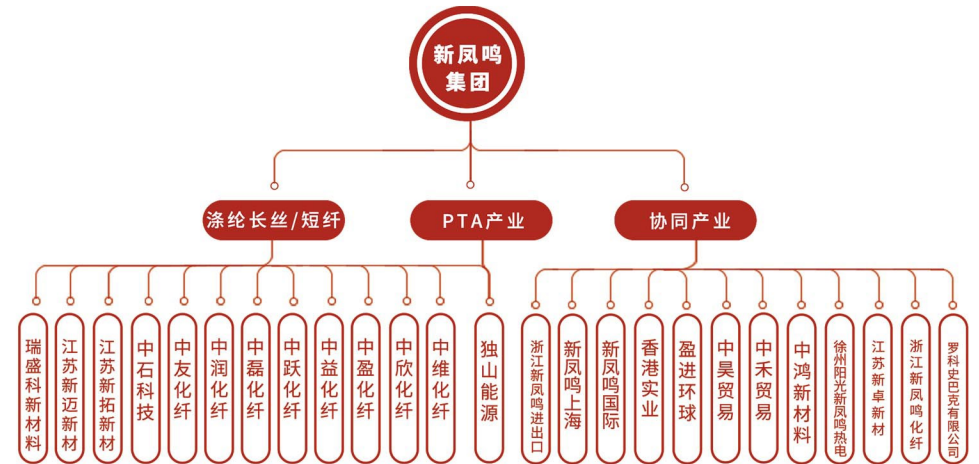 新凤鸣
集团
涤纶长丝/短纤
PTA产业
协同产业
瑞盛科新材料
江苏新迈新材
江苏新拓新材
中石科技
中友化纤
中润化纤
中磊化纤
中跃化纤
中益化纤
中盈化纤
中欣化纤
中维化纤
独山能源
浙江新凤鸣进出口
新凤鸣上海
新凤鸣国际
香港实业
盈进环球
中昊贸易
中禾贸易
中鸿新材料
徐州阳光新凤鸣热电
江苏新卓新材
浙江新凤鸣化纤
罗科史巴克有限公司